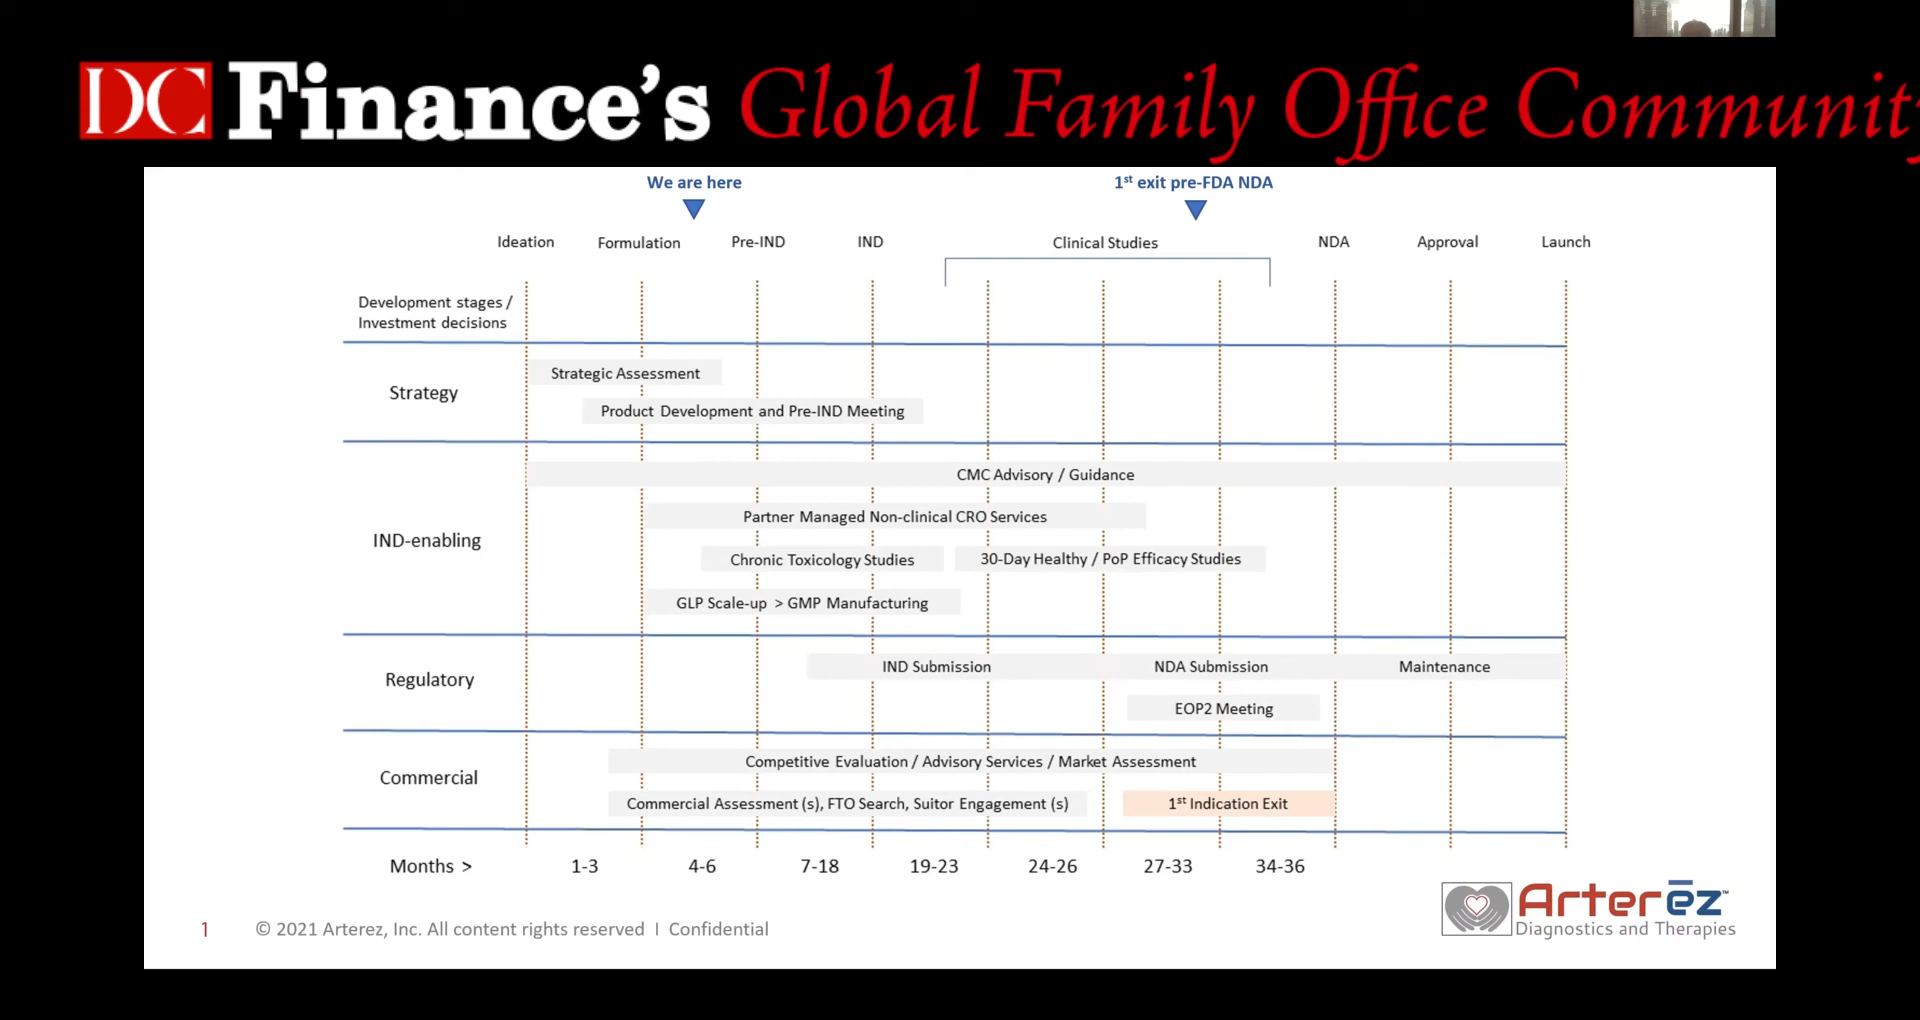 DC Finance's Global Family Office Community
We are here
1st exit pre-FDA NDA
Ideation Formulation Pre-IND IND Clinical Studies NDA Approval Launch
Development stages /
Investment decisions
Strategy
Strategic Assessment
Product Development and Pre-IND Meeting
IND-enabling
CMC Advisory / Guidance
Partner Managed Non-clinical CRO Services
Chronic Toxicology Studies
30-Day Healthy / PoP Efficacy Studies
GLP Scale-up > GMP Manufacturing
Regulatory
IND Submission NDA Submission Maintenance
EOP2 Meeting
Commercial
Competitive Evaluation / Advisory Services / Market Assessment
Commercial Assessment (s), FTO Search, Suitor Engagement (s)
1st Indication Exit
Months > 1-3 4-6 7-18 19-23 24-26 27-33 34-36
1 © 2021 Arterez, Inc. All content rights reserved I Confidential
Arterēz™
Diagnostics and Therapies